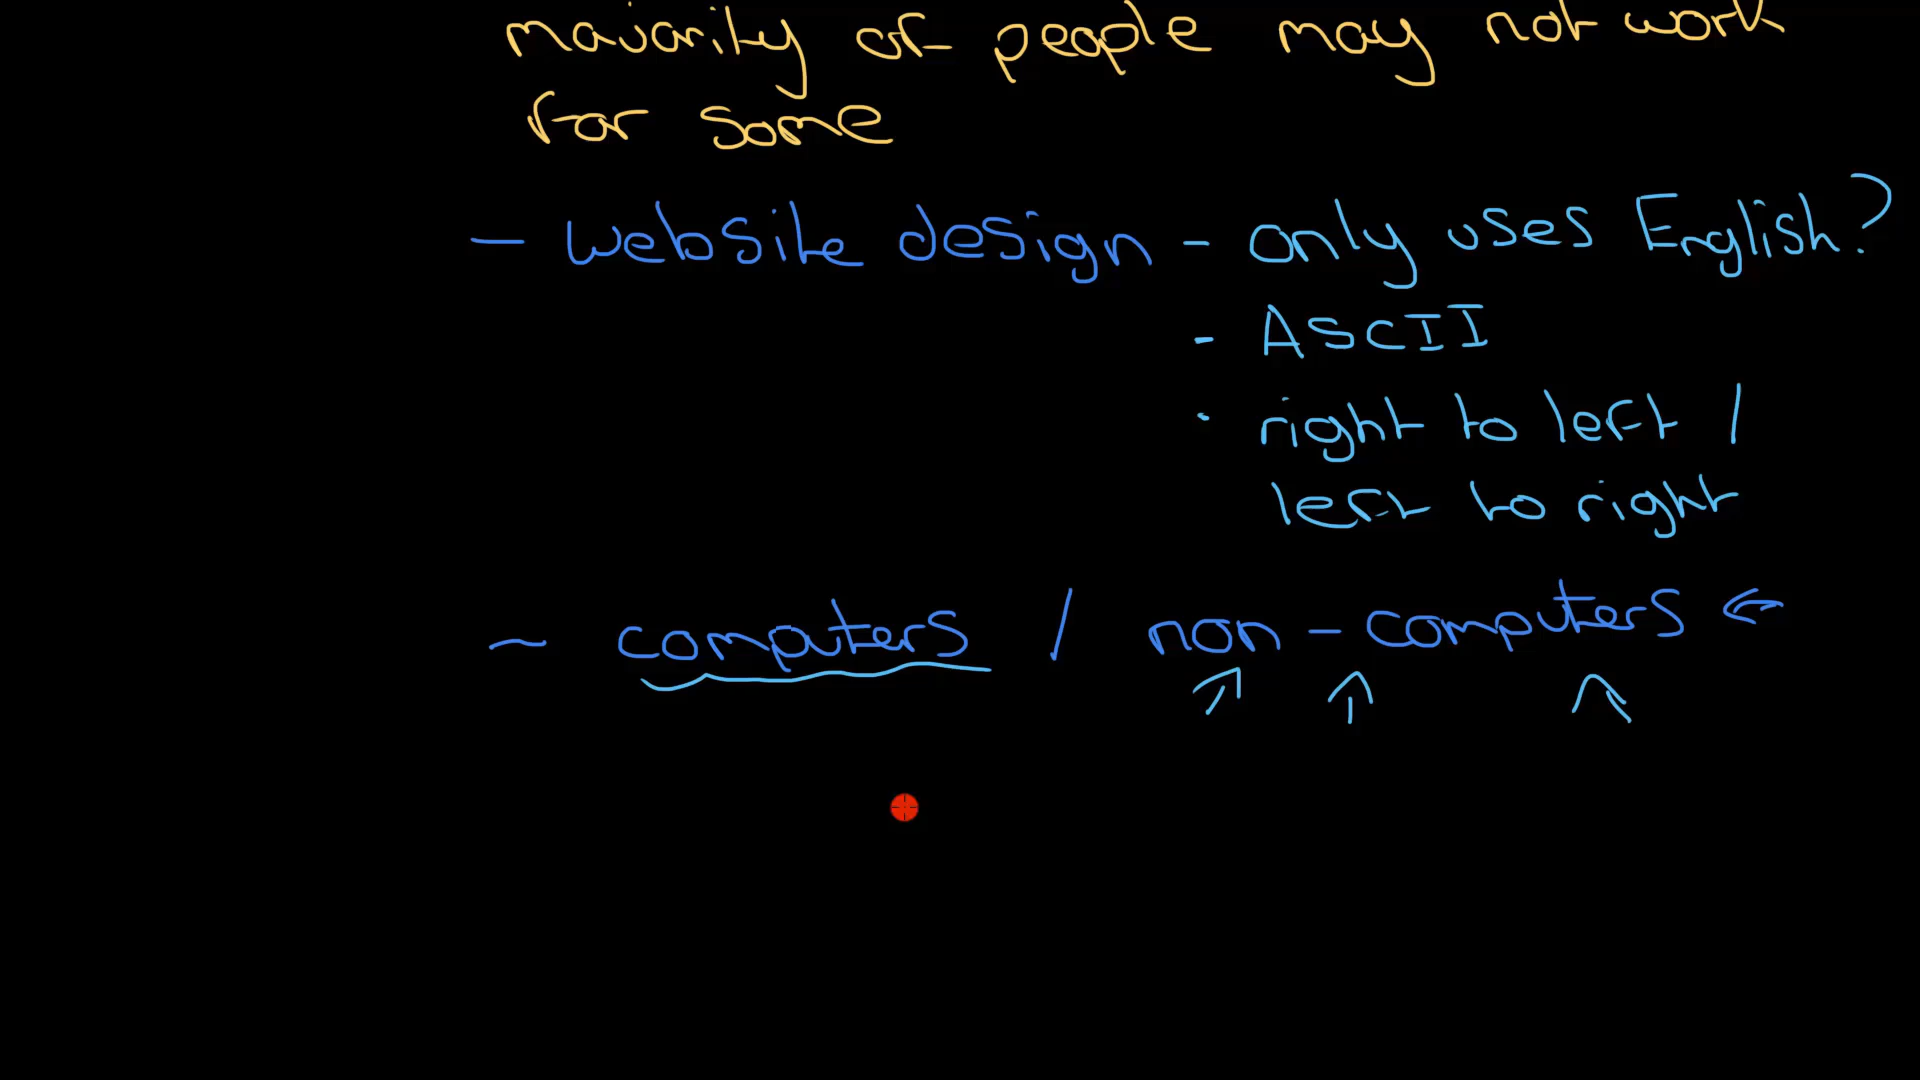 majority of people may not work
for some
- website design - only uses English?
- ASCII
- right to left /
left to right
- computers / non-computers ←